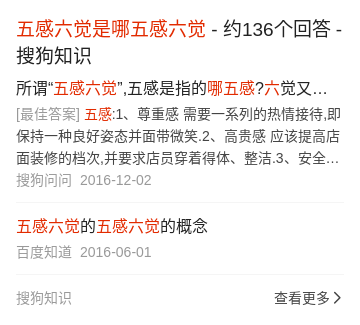 五感六觉是哪五感六觉 - 约136个回答 -
搜狗知识
所谓“五感六觉”,五感是指的哪五感?六觉又…
[最佳答案] 五感:1、尊重感 需要一系列的热情接待,即
保持一种良好姿态并面带微笑.2、高贵感 应该提高店
面装修的档次,并要求店员穿着得体、整洁.3、安全…
搜狗问问 2016-12-02
五感六觉的五感六觉的概念
百度知道 2016-06-01
搜狗知识 查看更多